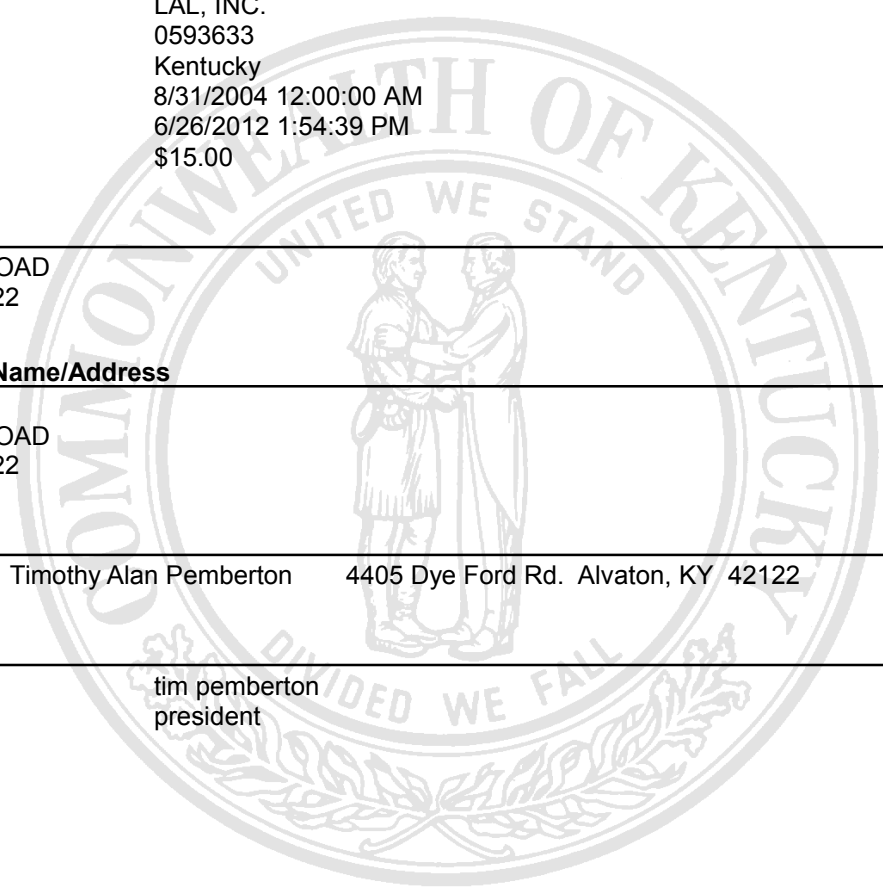 LAL, INC.
0593633
Kentucky
8/31/2004 12:00:00 AM
6/26/2012 1:54:39 PM
$15.00
OAD
22
Name/Address
OAD
22
Timothy Alan Pemberton 4405 Dye Ford Rd. Alvaton, KY 42122
tim pemberton
president
COMMONWEALTH OF KENTUCKY
UNITED WE STAND
DIVIDED WE FALL